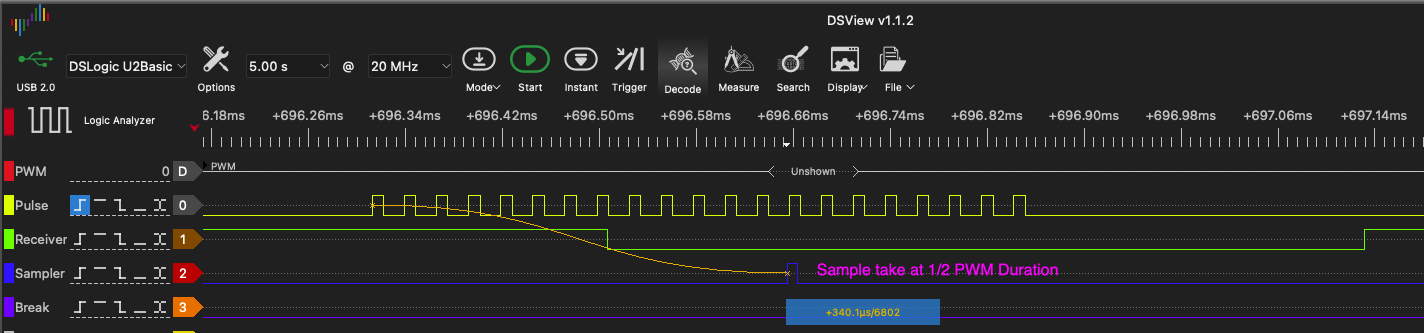 DSView v1.1.2
USB 2.0
DSLogic U2Basic
Options
5.00 s
@
20 MHz
Mode
Start
Instant
Trigger
Decode
Measure
Search
Display
File
Logic Analyzer
6.18ms +696.26ms +696.34ms +696.42ms +696.50ms +696.58ms +696.66ms +696.74ms +696.82ms +696.90ms +696.98ms +697.06ms +697.14ms
PWM 0 D PWM Unshown
Pulse 0
Receiver 1
Sampler 2 Sample take at 1/2 PWM Duration
Break 3
+340.1µs/6802